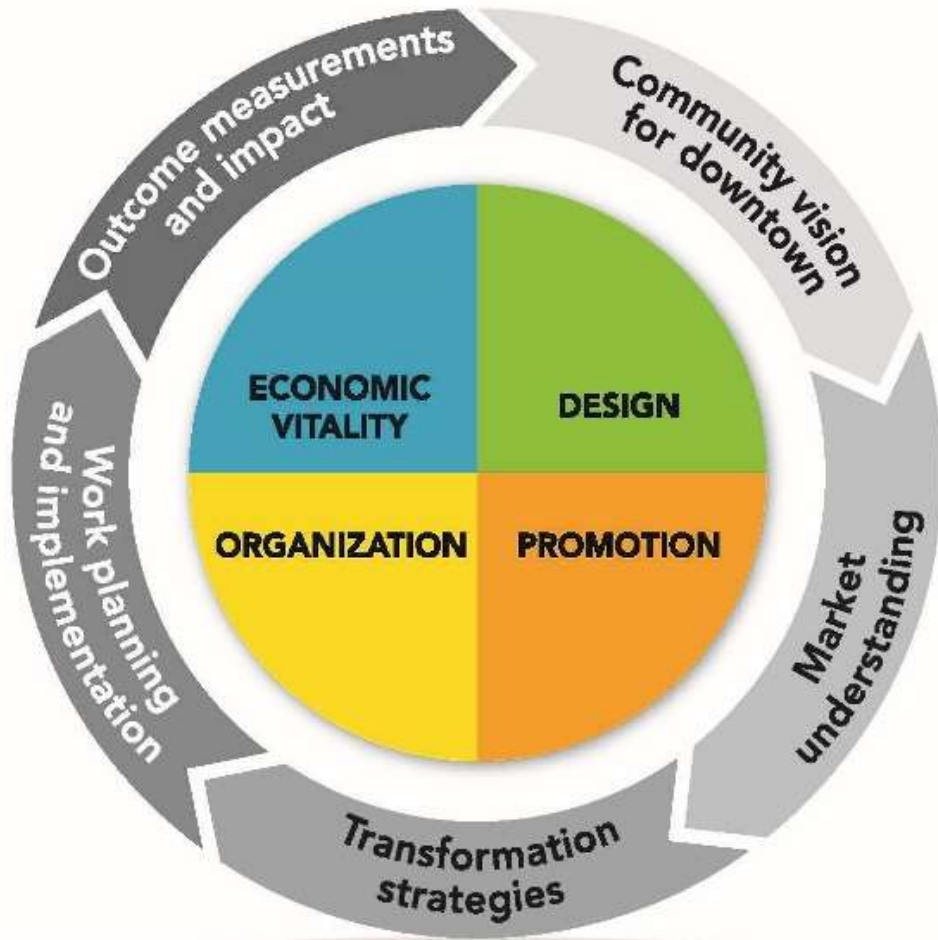 Outcome measurements
and impact
Community vision
for downtown
Market
understanding
Transformation
strategies
Work planning
and implementation
ECONOMIC
VITALITY
DESIGN
ORGANIZATION
PROMOTION